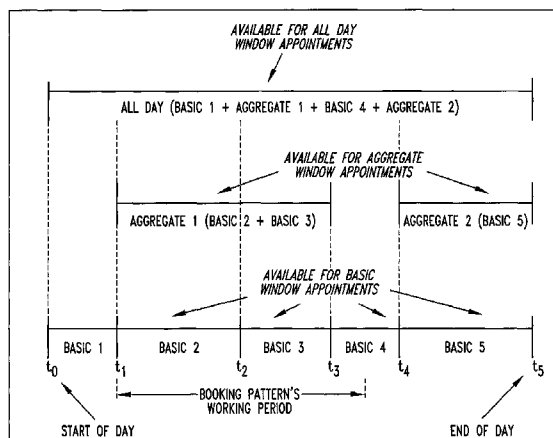 AVAILABLE FOR ALL DAY
WINDOW APPOINTMENTS
ALL DAY (BASIC 1 + AGGREGATE 1 + BASIC 4 + AGGREGATE 2)
AVAILABLE FOR AGGREGATE
WINDOW APPOINTMENTS
AGGREGATE 1 (BASIC 2 + BASIC 3)
AGGREGATE 2 (BASIC 5)
AVAILABLE FOR BASIC
WINDOW APPOINTMENTS
BASIC 1 BASIC 2 BASIC 3 BASIC 4 BASIC 5
t0 t1 t2 t3 t4 t5
BOOKING PATTERN'S
WORKING PERIOD
START OF DAY END OF DAY